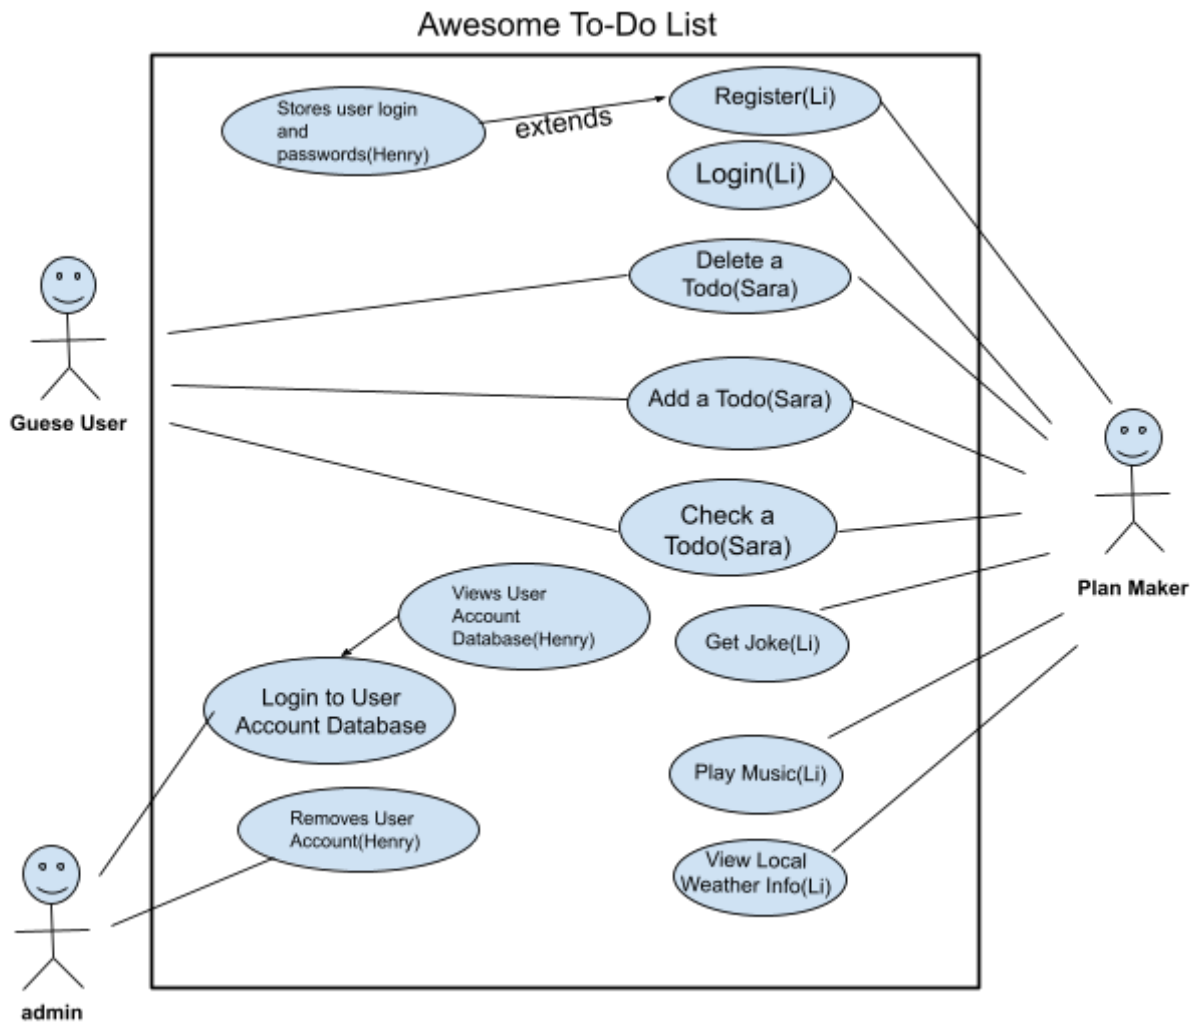 Awesome To-Do List
Stores user login
and
passwords(Henry)
extends
Register(Li)
Login(Li)
Delete a
Todo(Sara)
Guese User
Add a Todo(Sara)
Check a
Todo(Sara)
Plan Maker
Views User
Account
Database(Henry)
Get Joke(Li)
Login to User
Account Database
Play Music(Li)
Removes User
Account(Henry)
View Local
Weather Info(Li)
admin